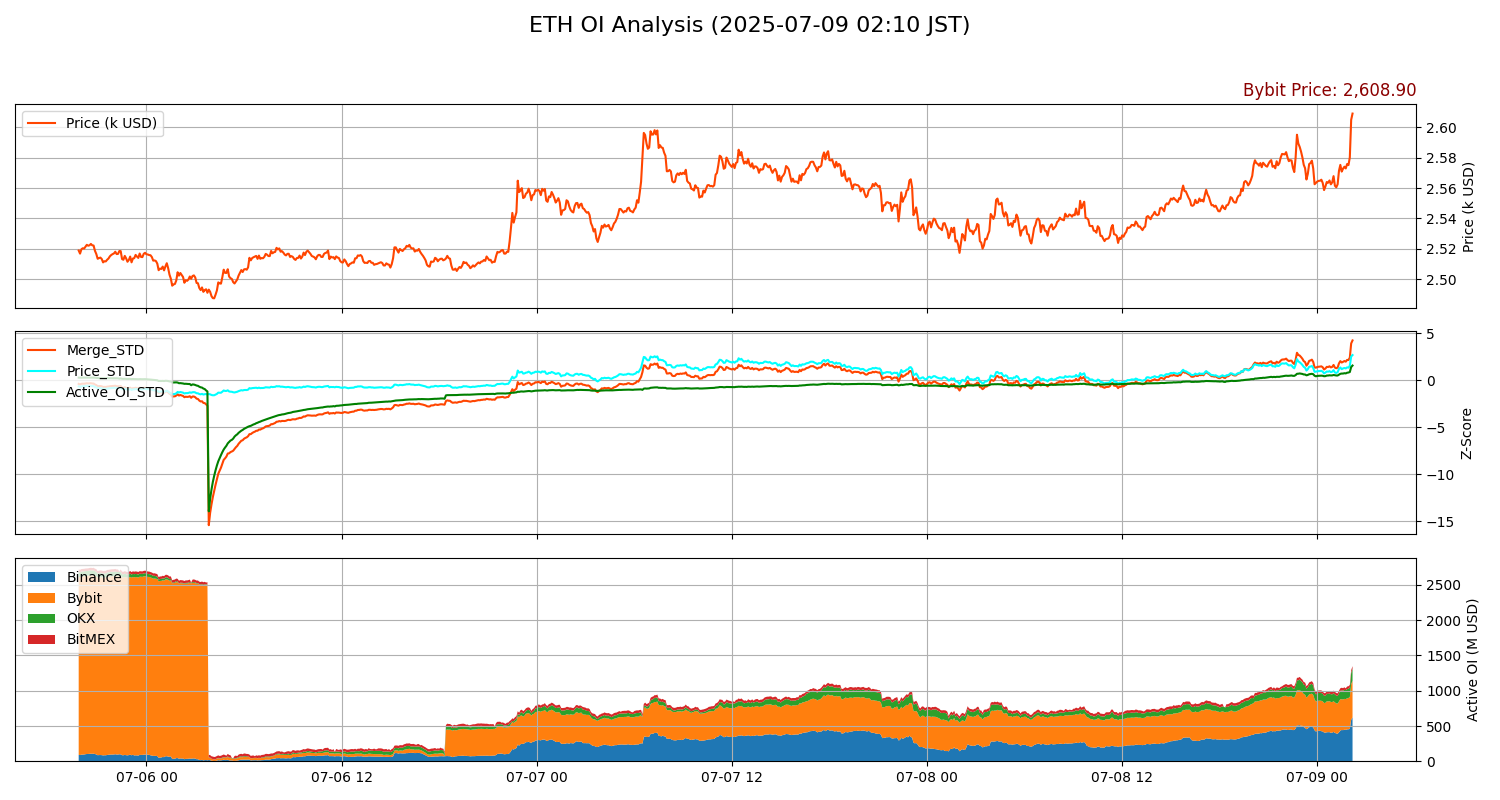 ETH OI Analysis (2025-07-09 02:10 JST)
Bybit Price: 2,608.90
Price (k USD)
2.60
2.58
2.56
2.54
2.52
2.50
Price (k USD)
Merge_STD
Price_STD
Active_OI_STD
5
0
−5
−10
−15
Z-Score
Binance
Bybit
OKX
BitMEX
2500
2000
1500
1000
500
0
Active OI (M USD)
07-06 00
07-06 12
07-07 00
07-07 12
07-08 00
07-08 12
07-09 00